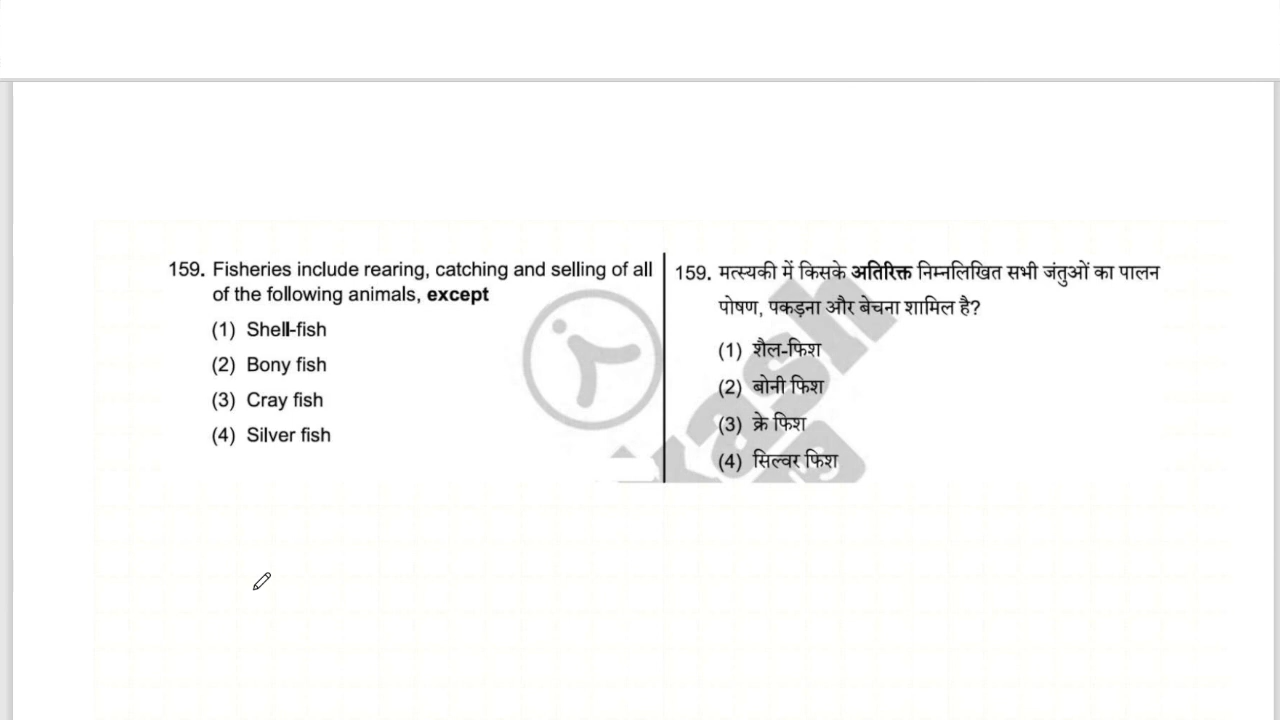 159. Fisheries include rearing, catching and selling of all
of the following animals, except
(1) Shell-fish
(2) Bony fish
(3) Cray fish
(4) Silver fish
159. मत्स्यकी में किसके अतिरिक्त निम्नलिखित सभी जंतुओं का पालन
पोषण, पकड़ना और बेचना शामिल है?
(1) शैल-फिश
(2) बोनी फिश
(3) क्रे फिश
(4) सिल्वर फिश